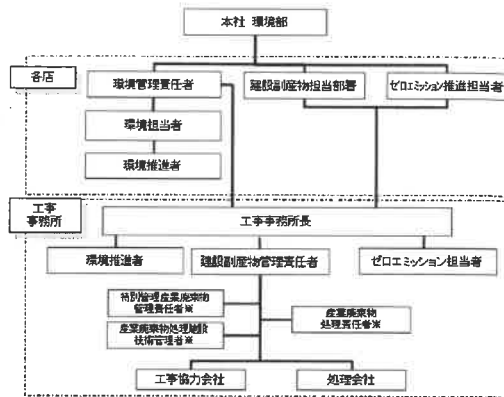 本社 環境部
各店
環境管理責任者
建設副産物担当部署
ゼロエミッション推進担当者
環境担当者
環境推進者
工事
事務所
工事事務所長
環境推進者
建設副産物管理責任者
ゼロエミッション担当者
特別管理産業廃棄物
管理責任者※
産業廃棄物
処理責任者※
産業廃棄物処理施設
技術管理者※
工事協力会社
処理会社